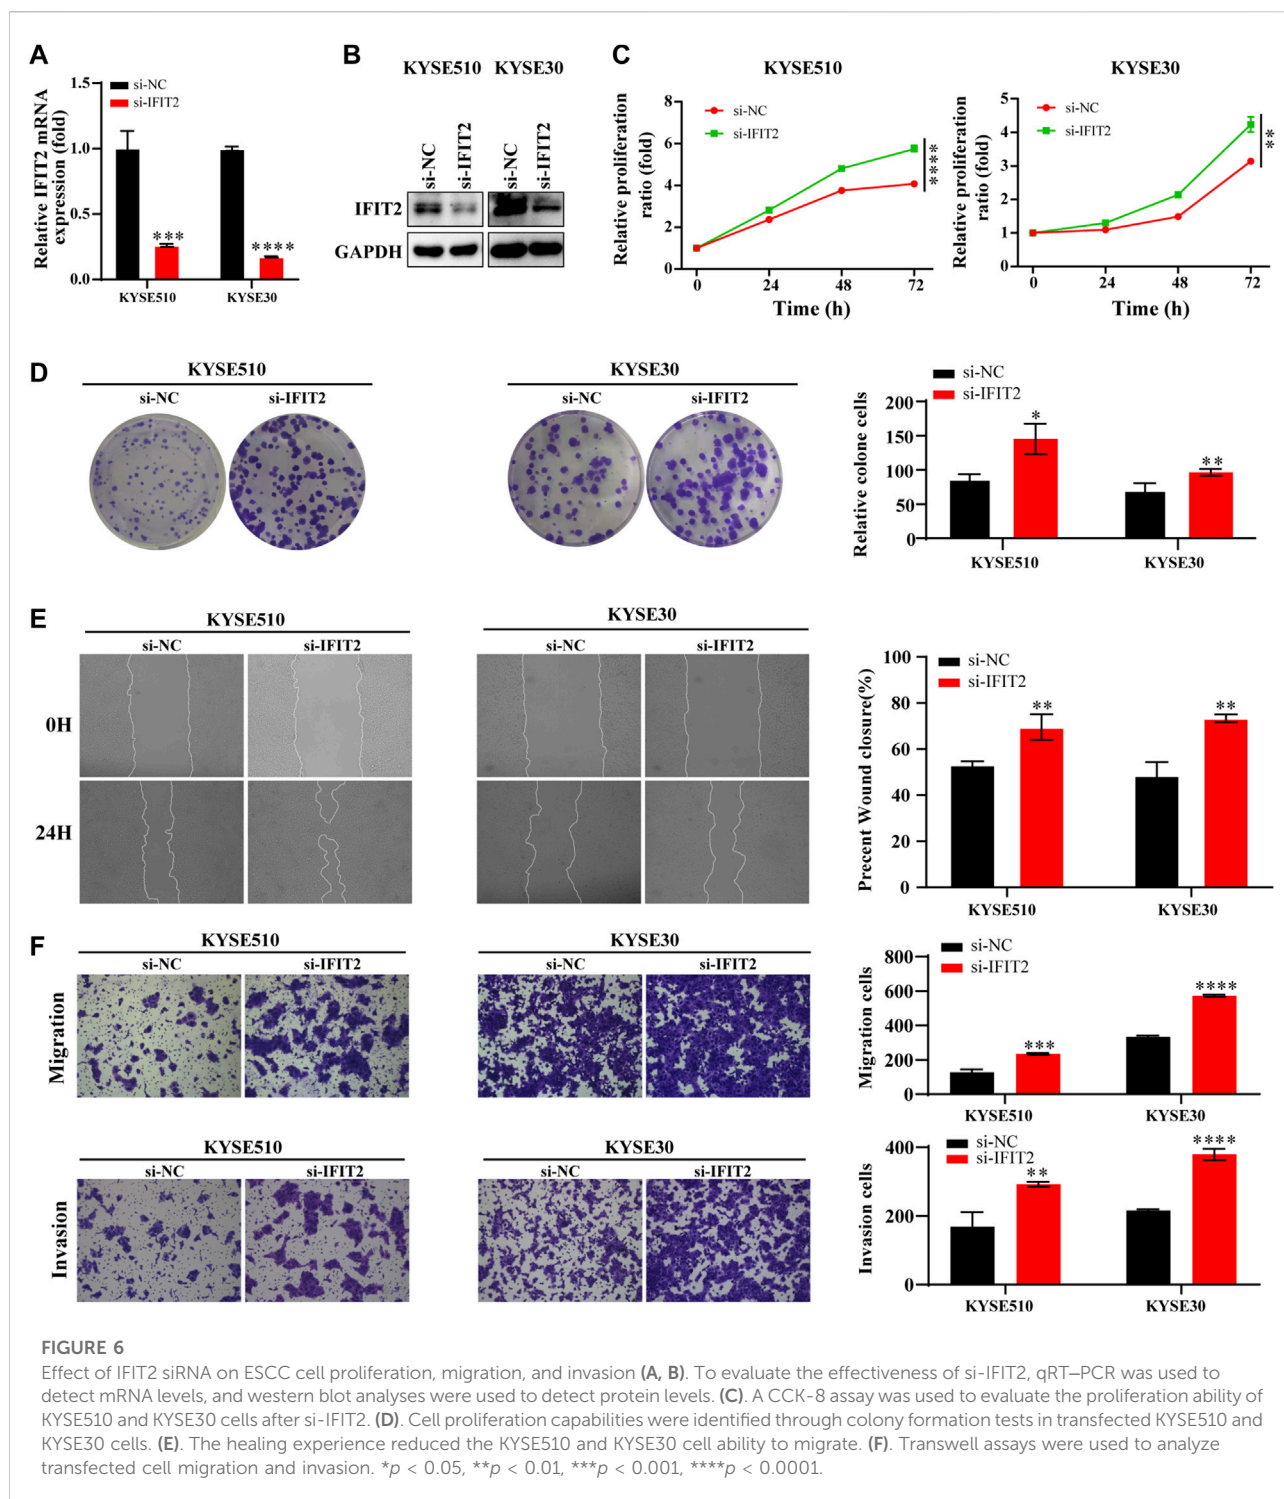 A
si-NC
si-IFIT2
Relative IFIT2 mRNA
expression (fold)
1.5
1.0
0.5
0.0
***
****
KYSE510
KYSE30
B
KYSE510 KYSE30
si-NC
si-IFIT2
si-NC
si-IFIT2
IFIT2
GAPDH
C
KYSE510
si-NC
si-IFIT2
Relative proliferation
ratio (fold)
8
6
4
2
0
0 24 48 72
Time (h)
****
KYSE30
si-NC
si-IFIT2
Relative proliferation
ratio (fold)
5
4
3
2
1
0
0 24 48 72
Time (h)
**
D
KYSE510
si-NC si-IFIT2
KYSE30
si-NC si-IFIT2
si-NC
si-IFIT2
Relative colone cells
200
150
100
50
0
*
**
KYSE510
KYSE30
E
KYSE510
si-NC si-IFIT2
KYSE30
si-NC si-IFIT2
0H
24H
si-NC
si-IFIT2
Precent Wound closure(%)
100
80
60
40
20
0
**
**
KYSE510
KYSE30
F
KYSE510
si-NC si-IFIT2
KYSE30
si-NC si-IFIT2
Migration
si-NC
si-IFIT2
Migration cells
800
600
400
200
0
***
****
KYSE510
KYSE30
KYSE510
si-NC si-IFIT2
KYSE30
si-NC si-IFIT2
Invasion
si-NC
si-IFIT2
Invasion cells
400
200
0
**
****
KYSE510
KYSE30
FIGURE 6
Effect of IFIT2 siRNA on ESCC cell proliferation, migration, and invasion (A, B). To evaluate the effectiveness of si-IFIT2, qRT–PCR was used to
detect mRNA levels, and western blot analyses were used to detect protein levels. (C). A CCK-8 assay was used to evaluate the proliferation ability of
KYSE510 and KYSE30 cells after si-IFIT2. (D). Cell proliferation capabilities were identified through colony formation tests in transfected KYSE510 and
KYSE30 cells. (E). The healing experience reduced the KYSE510 and KYSE30 cell ability to migrate. (F). Transwell assays were used to analyze
transfected cell migration and invasion. *p < 0.05, **p < 0.01, ***p < 0.001, ****p < 0.0001.